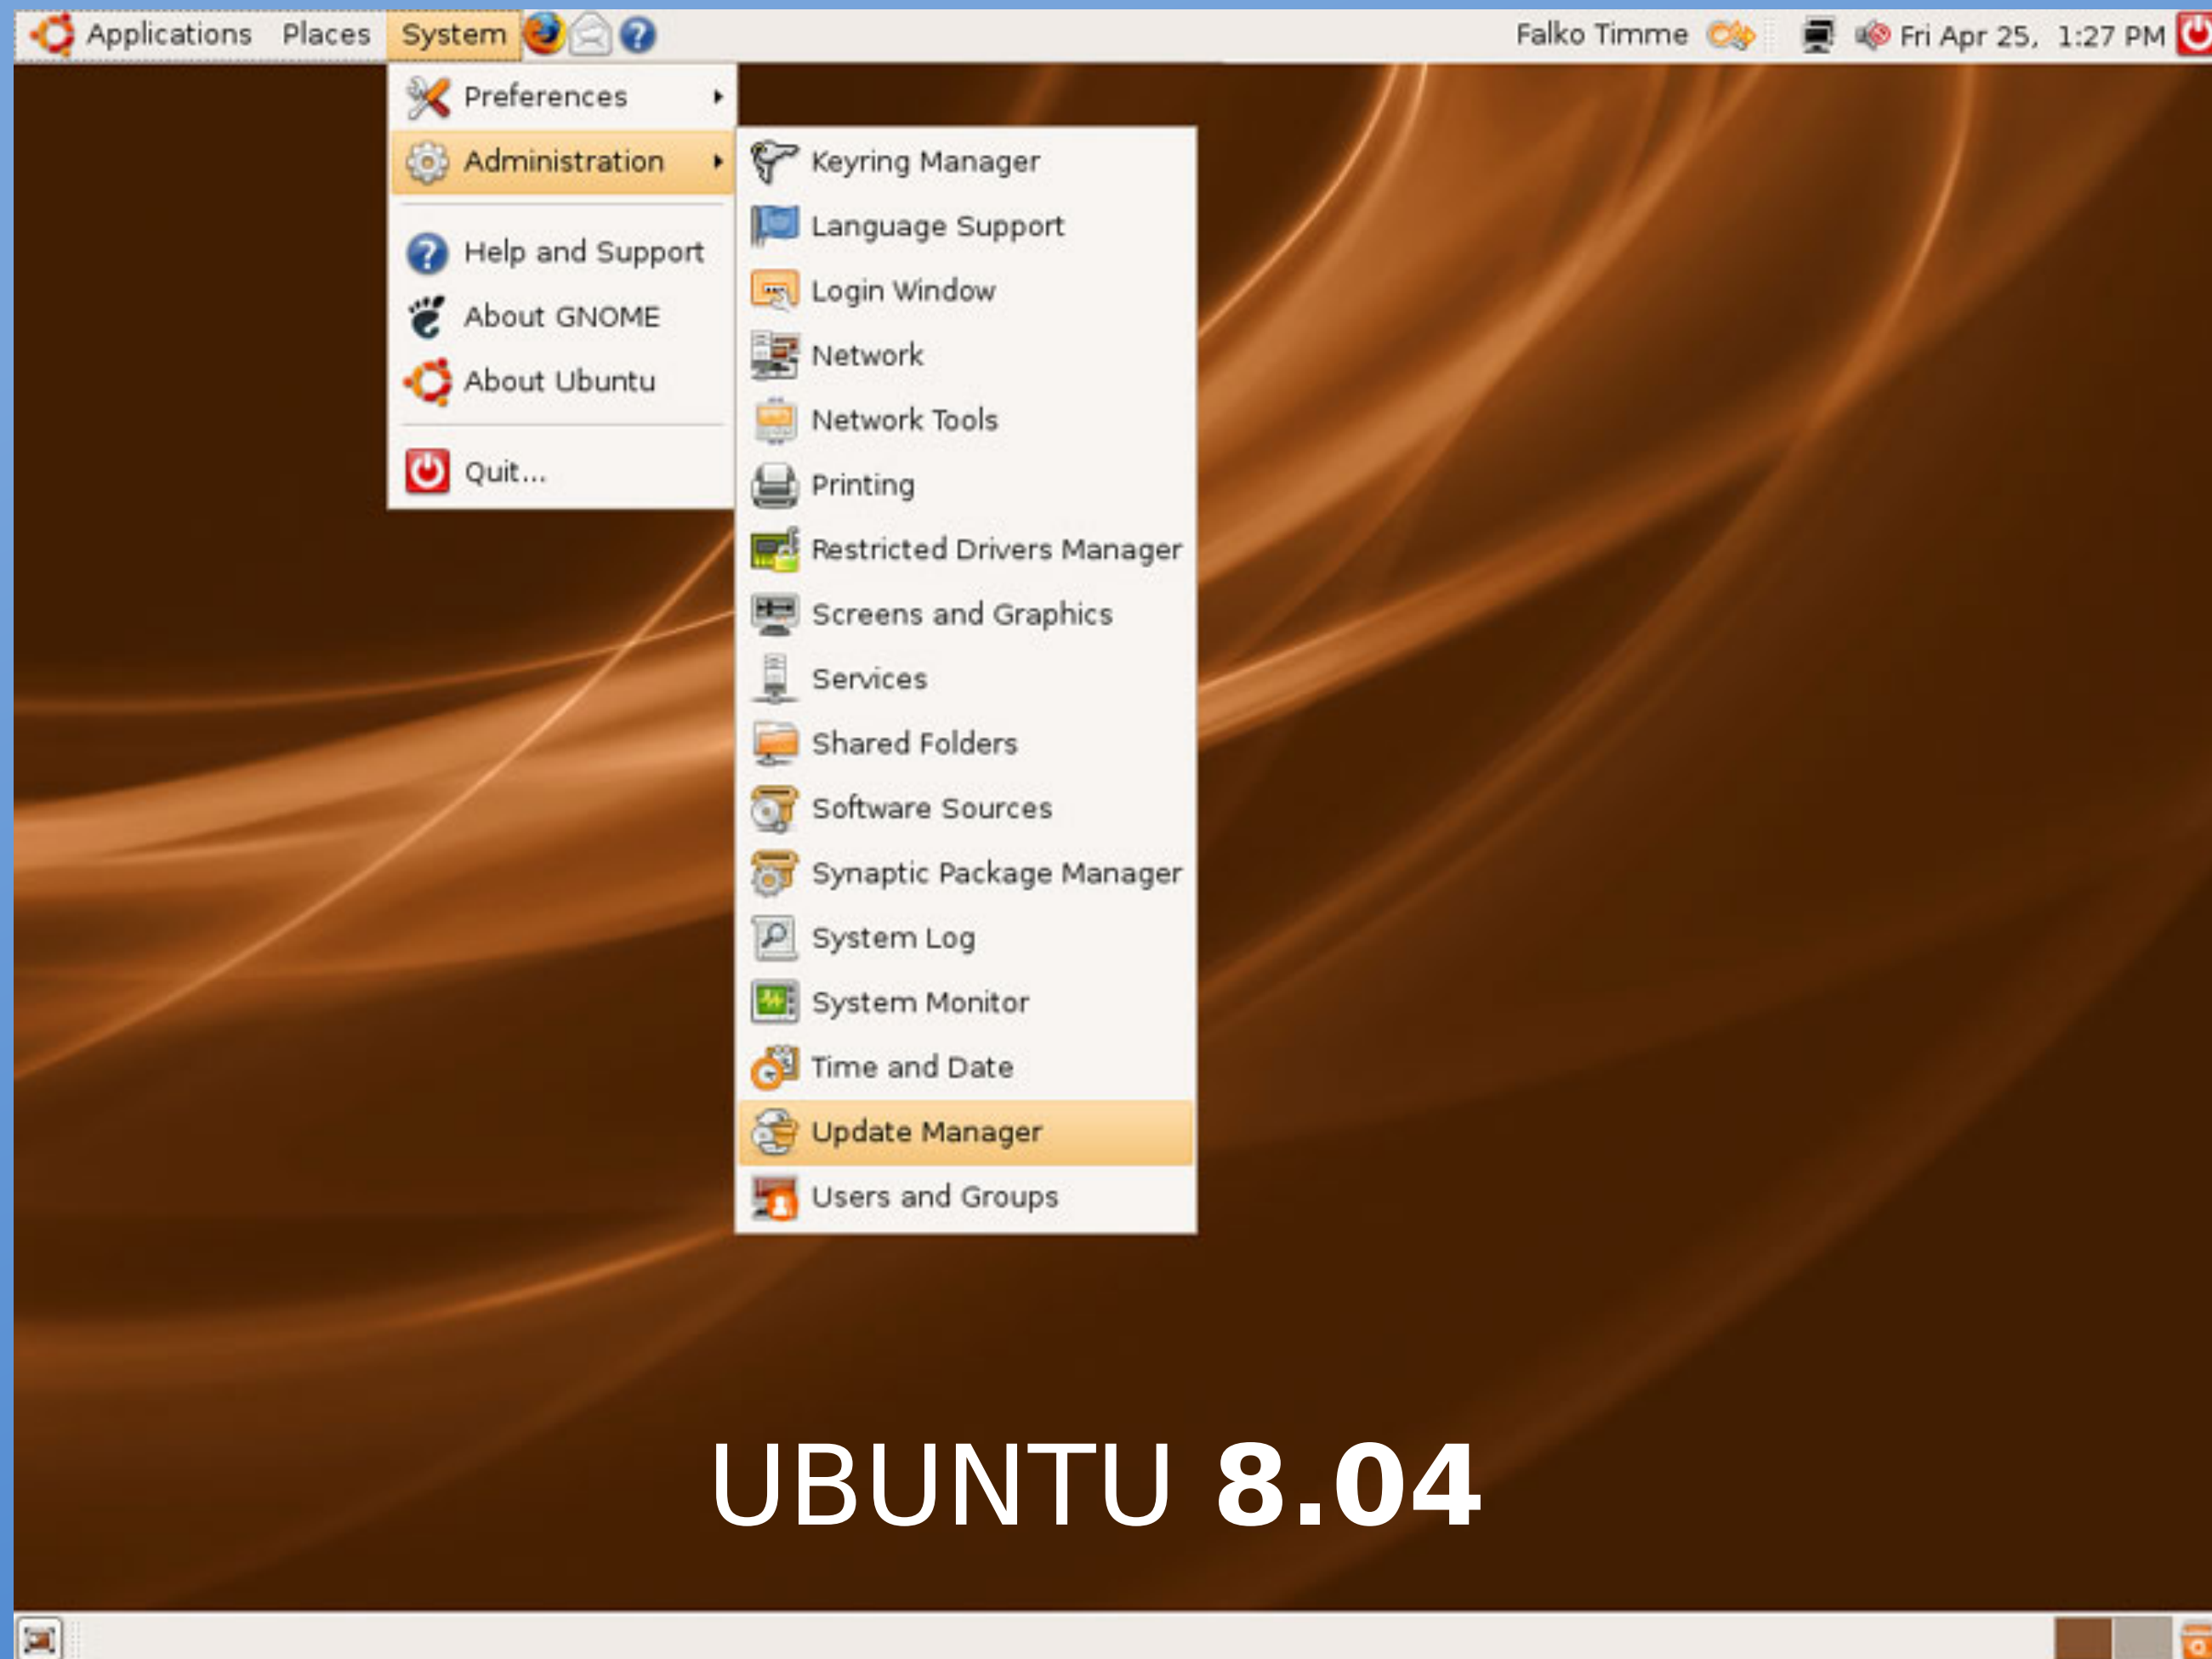 Applications Places System Falko Timme Fri Apr 25, 1:27 PM
Preferences
Administration
Help and Support
About GNOME
About Ubuntu
Quit...
Keyring Manager
Language Support
Login Window
Network
Network Tools
Printing
Restricted Drivers Manager
Screens and Graphics
Services
Shared Folders
Software Sources
Synaptic Package Manager
System Log
System Monitor
Time and Date
Update Manager
Users and Groups
UBUNTU 8.04